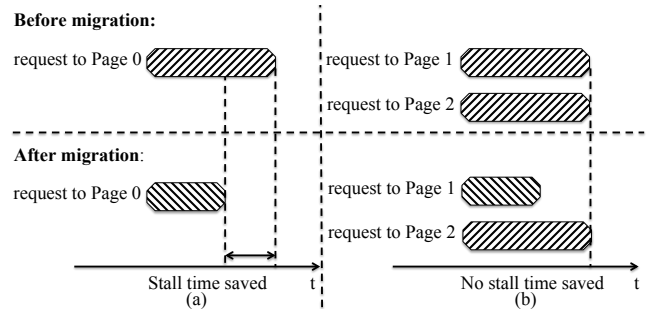 Before migration:
request to Page 0
request to Page 1
request to Page 2
After migration:
request to Page 0
request to Page 1
request to Page 2
Stall time saved t
(a)
No stall time saved t
(b)